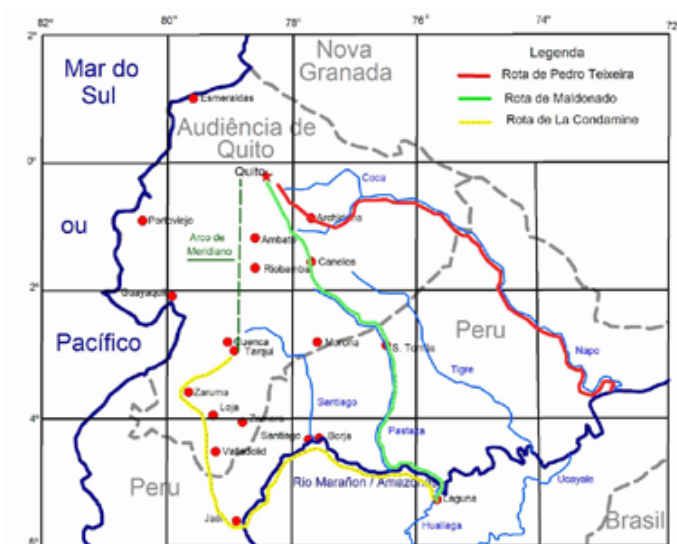 82° 80° 78° 76° 74° 72
2°
Mar do
Sul
Nova
Granada
Legenda
Rota de Pedro Teixeira
Rota de Maldonado
Rota de La Condamine
Esmeraldas
Audiência de
Quito
0°
Quito
Coca
ou
Portoviejo
Archidona
Arco de
Meridiano
Ambato
Canelos
Riobamba
2°
Guayaquil
Pacífico
Peru
Cuenca
Tarqui
Morona
S. Tomás
Tigre
Napo
Zaruma
Loja
Zamora
Santiago
4°
Santiago
Borja
Pastaza
Valladolid
Peru
Rio Marañon / Amazonas
Laguna
Ucayale
Jaén
Huallaga
Brasil
6°